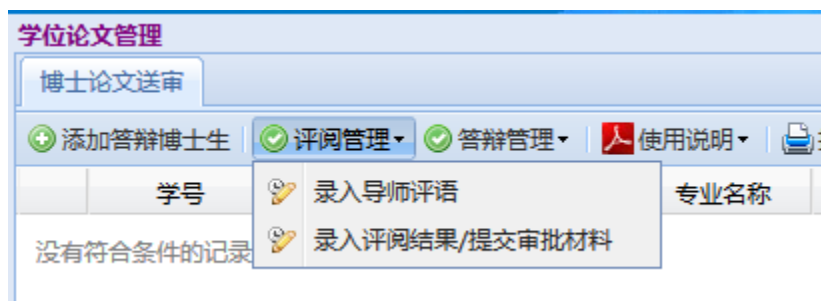 学位论文管理
博士论文送审
添加答辩博士生 评阅管理 答辩管理 使用说明
学号 录入导师评语 专业名称
没有符合条件的记录 录入评阅结果/提交审批材料